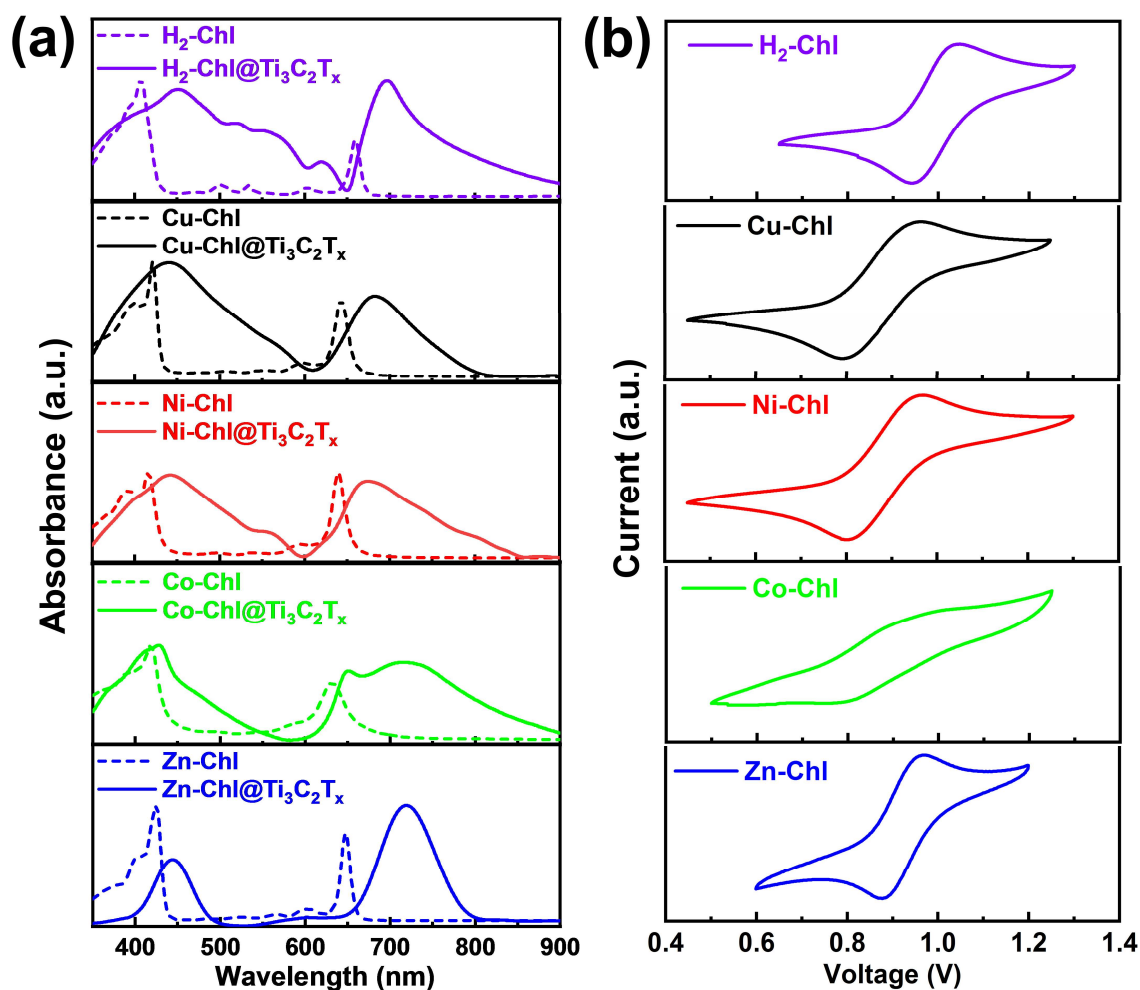 (a)
H₂-Chl
H₂-Chl@Ti₃C₂Tₓ
Cu-Chl
Cu-Chl@Ti₃C₂Tₓ
Ni-Chl
Ni-Chl@Ti₃C₂Tₓ
Co-Chl
Co-Chl@Ti₃C₂Tₓ
Zn-Chl
Zn-Chl@Ti₃C₂Tₓ
Absorbance (a.u.)
400 500 600 700 800 900
Wavelength (nm)
(b)
H₂-Chl
Cu-Chl
Ni-Chl
Co-Chl
Zn-Chl
Current (a.u.)
0.4 0.6 0.8 1.0 1.2 1.4
Voltage (V)